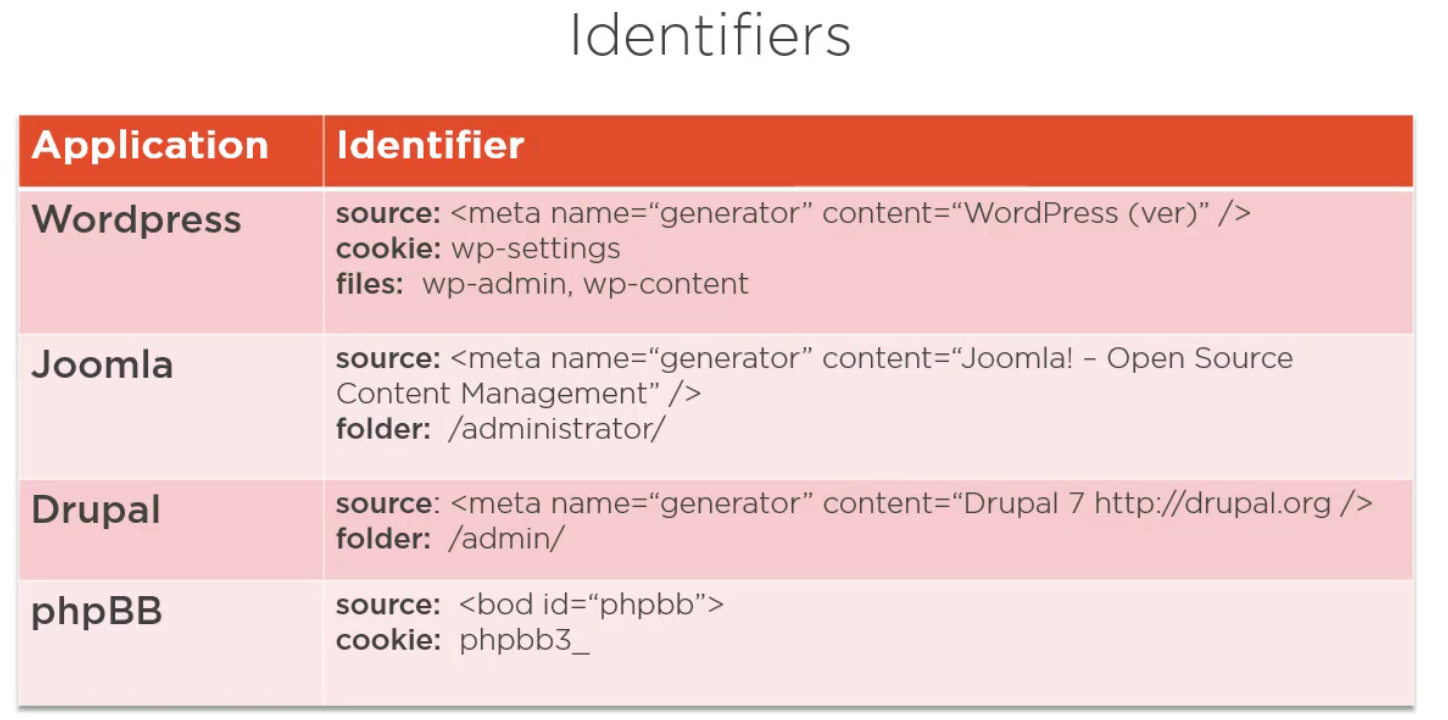 Identifiers
Application Identifier
Wordpress source: <meta name=“generator” content=“WordPress (ver)” />
cookie: wp-settings
files: wp-admin, wp-content
Joomla source: <meta name=“generator” content=“Joomla! – Open Source
Content Management” />
folder: /administrator/
Drupal source: <meta name=“generator” content=“Drupal 7 http://drupal.org />
folder: /admin/
phpBB source: <bod id=“phpbb”>
cookie: phpbb3_